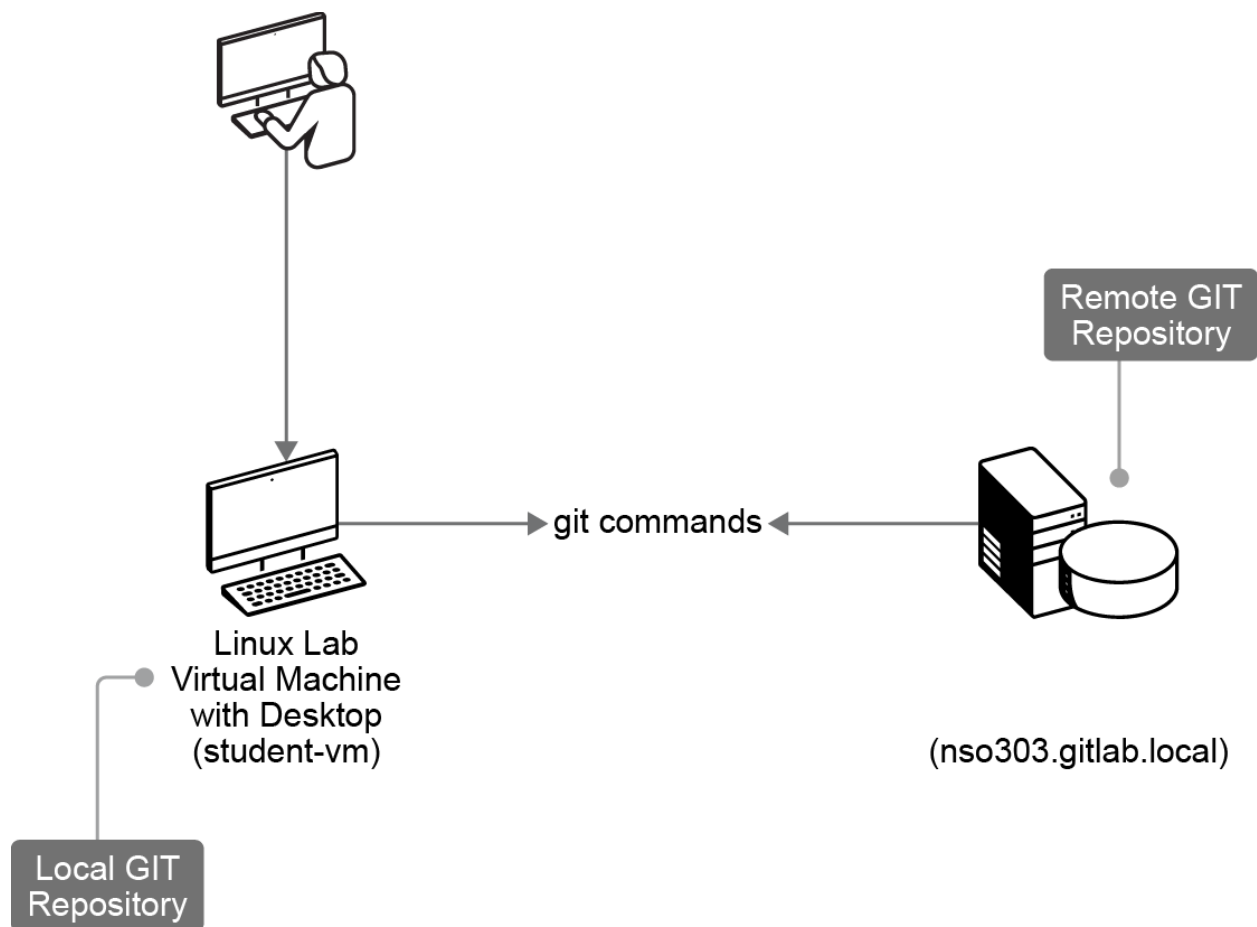 Remote GIT
Repository
git commands
Linux Lab
Virtual Machine
with Desktop
(student-vm)
(nso303.gitlab.local)
Local GIT
Repository